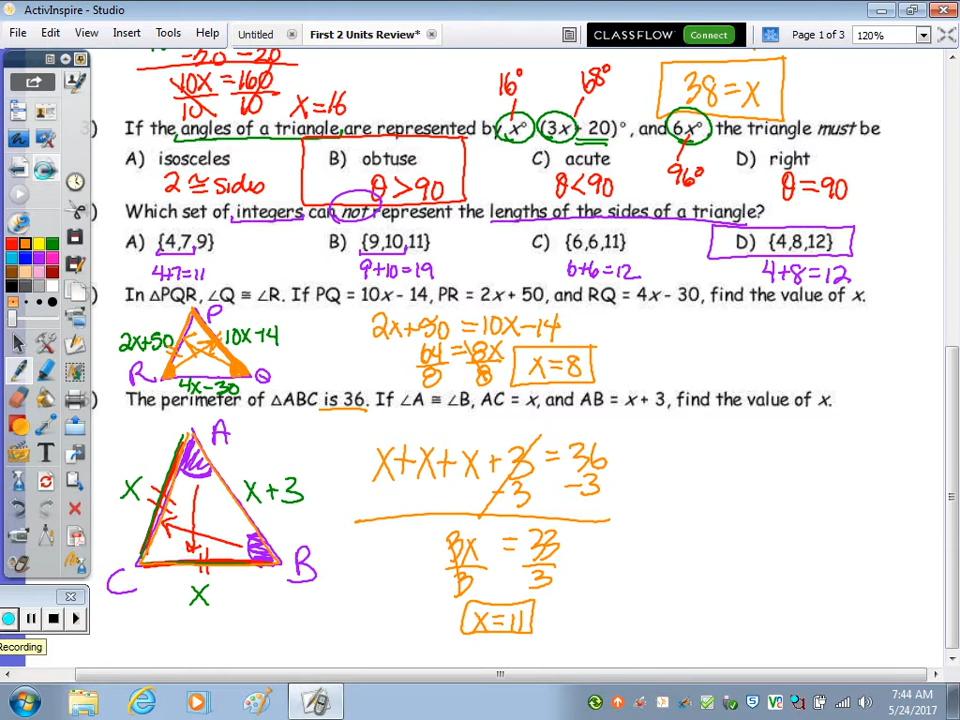 ActivInspire - Studio
File Edit View Insert Tools Help
Untitled First 2 Units Review*
CLASSFLOW Connect
Page 1 of 3 120%
-20 -20
10x = 160
10 10
x=16
16° 68°
38=x
) If the angles of a triangle are represented by x° (3x + 20)°, and 6x° the triangle must be
A) isosceles B) obtuse C) acute D) right
2 ≅ sides θ > 90 θ < 90 96° θ = 90
) Which set of integers can not represent the lengths of the sides of a triangle?
A) {4,7,9} B) {9,10,11} C) {6,6,11} D) {4,8,12}
4+7=11 9+10=19 6+6=12 4+8=12
) In △PQR, ∠Q ≅ ∠R. If PQ = 10x - 14, PR = 2x + 50, and RQ = 4x - 30, find the value of x.
P
2x+50 10x-14
R Q
4x-30
2x+50 = 10x-14
64 = 8x
8 8
x=8
) The perimeter of △ABC is 36. If ∠A ≅ ∠B, AC = x, and AB = x + 3, find the value of x.
A
x x+3
C B
x
x+x+x+3 = 36
-3 -3
3x = 33
3 3
x=11
Recording
7:44 AM
5/24/2017